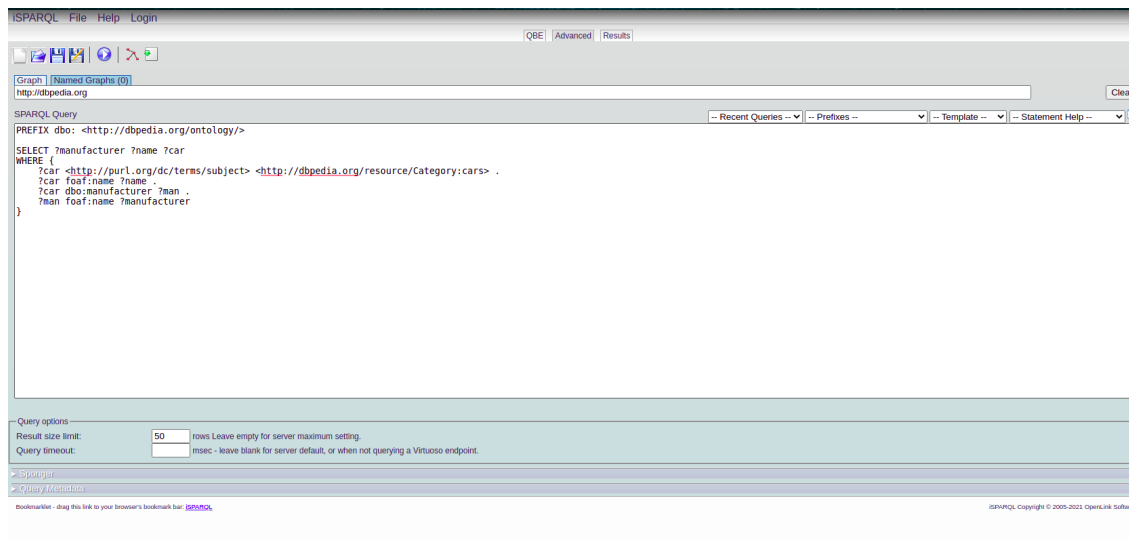 iSPARQL File Help Login
QBE Advanced Results
Graph Named Graphs (0)
http://dbpedia.org Clea
SPARQL Query -- Recent Queries -- -- Prefixes -- -- Template -- -- Statement Help --
PREFIX dbo: <http://dbpedia.org/ontology/>
SELECT ?manufacturer ?name ?car
WHERE {
?car <http://purl.org/dc/terms/subject> <http://dbpedia.org/resource/Category:cars> .
?car foaf:name ?name .
?car dbo:manufacturer ?man .
?man foaf:name ?manufacturer
}
Query options
Result size limit: 50 rows Leave empty for server maximum setting.
Query timeout: msec - leave blank for server default, or when not querying a Virtuoso endpoint.
Sponger
Query Metadata
Bookmarklet - drag this link to your browser's bookmark bar: iSPARQL iSPARQL Copyright © 2005-2021 OpenLink Softw